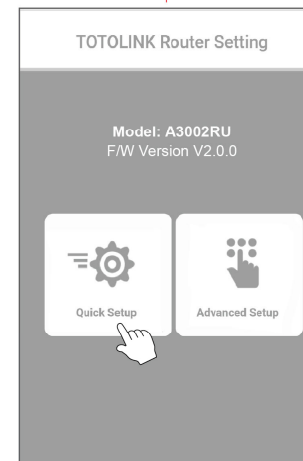 TOTOLINK Router Setting
Model: A3002RU
F/W Version V2.0.0
Quick Setup
Advanced Setup